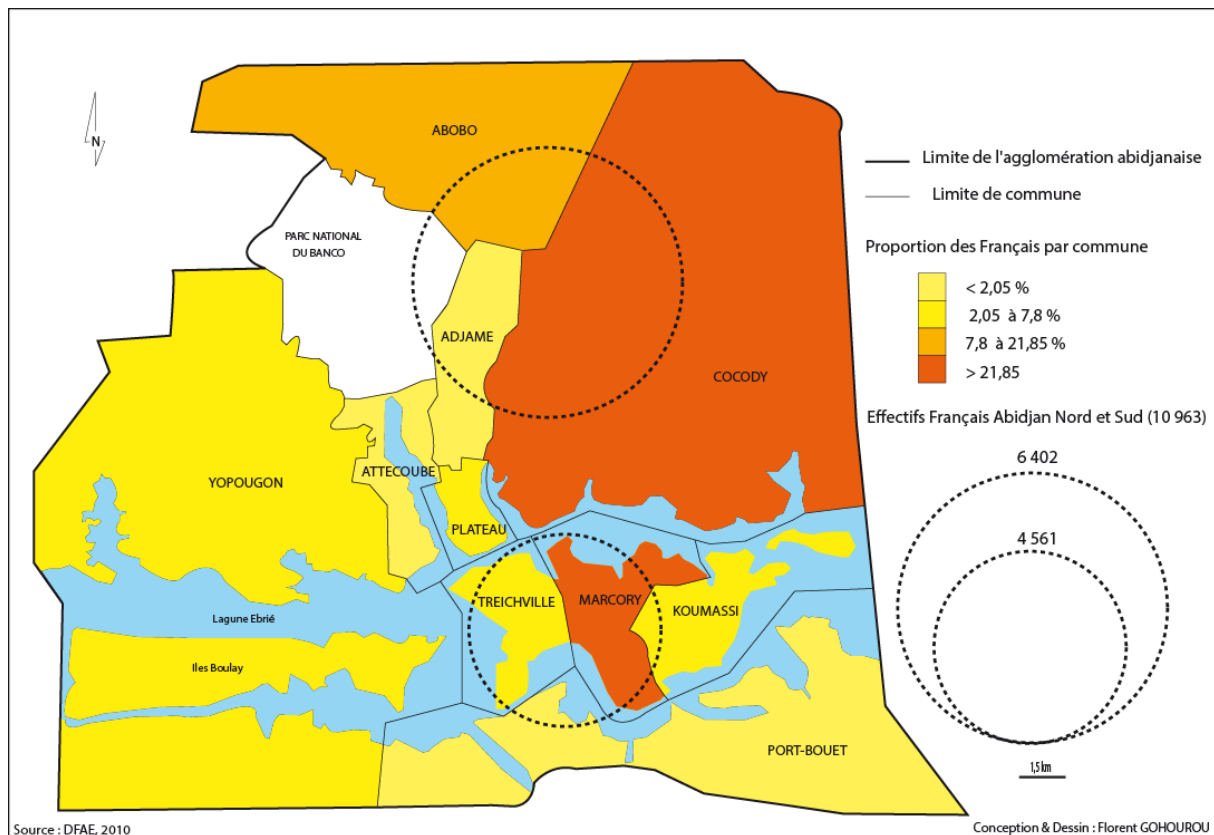 N
ABOBO
PARC NATIONAL
DU BANCO
ADJAME
COCODY
YOPOUGON
ATTECOUBE
PLATEAU
TREICHVILLE
MARCORY
KOUMASSI
Lagune Ebrié
Iles Boulay
PORT-BOUET
Limite de l'agglomération abidjanaise
Limite de commune
Proportion des Français par commune
< 2,05 %
2,05 à 7,8 %
7,8 à 21,85 %
> 21,85
Effectifs Français Abidjan Nord et Sud (10 963)
6 402
4 561
1,5 km
Source : DFAE, 2010
Conception & Dessin : Florent GOHOUROU